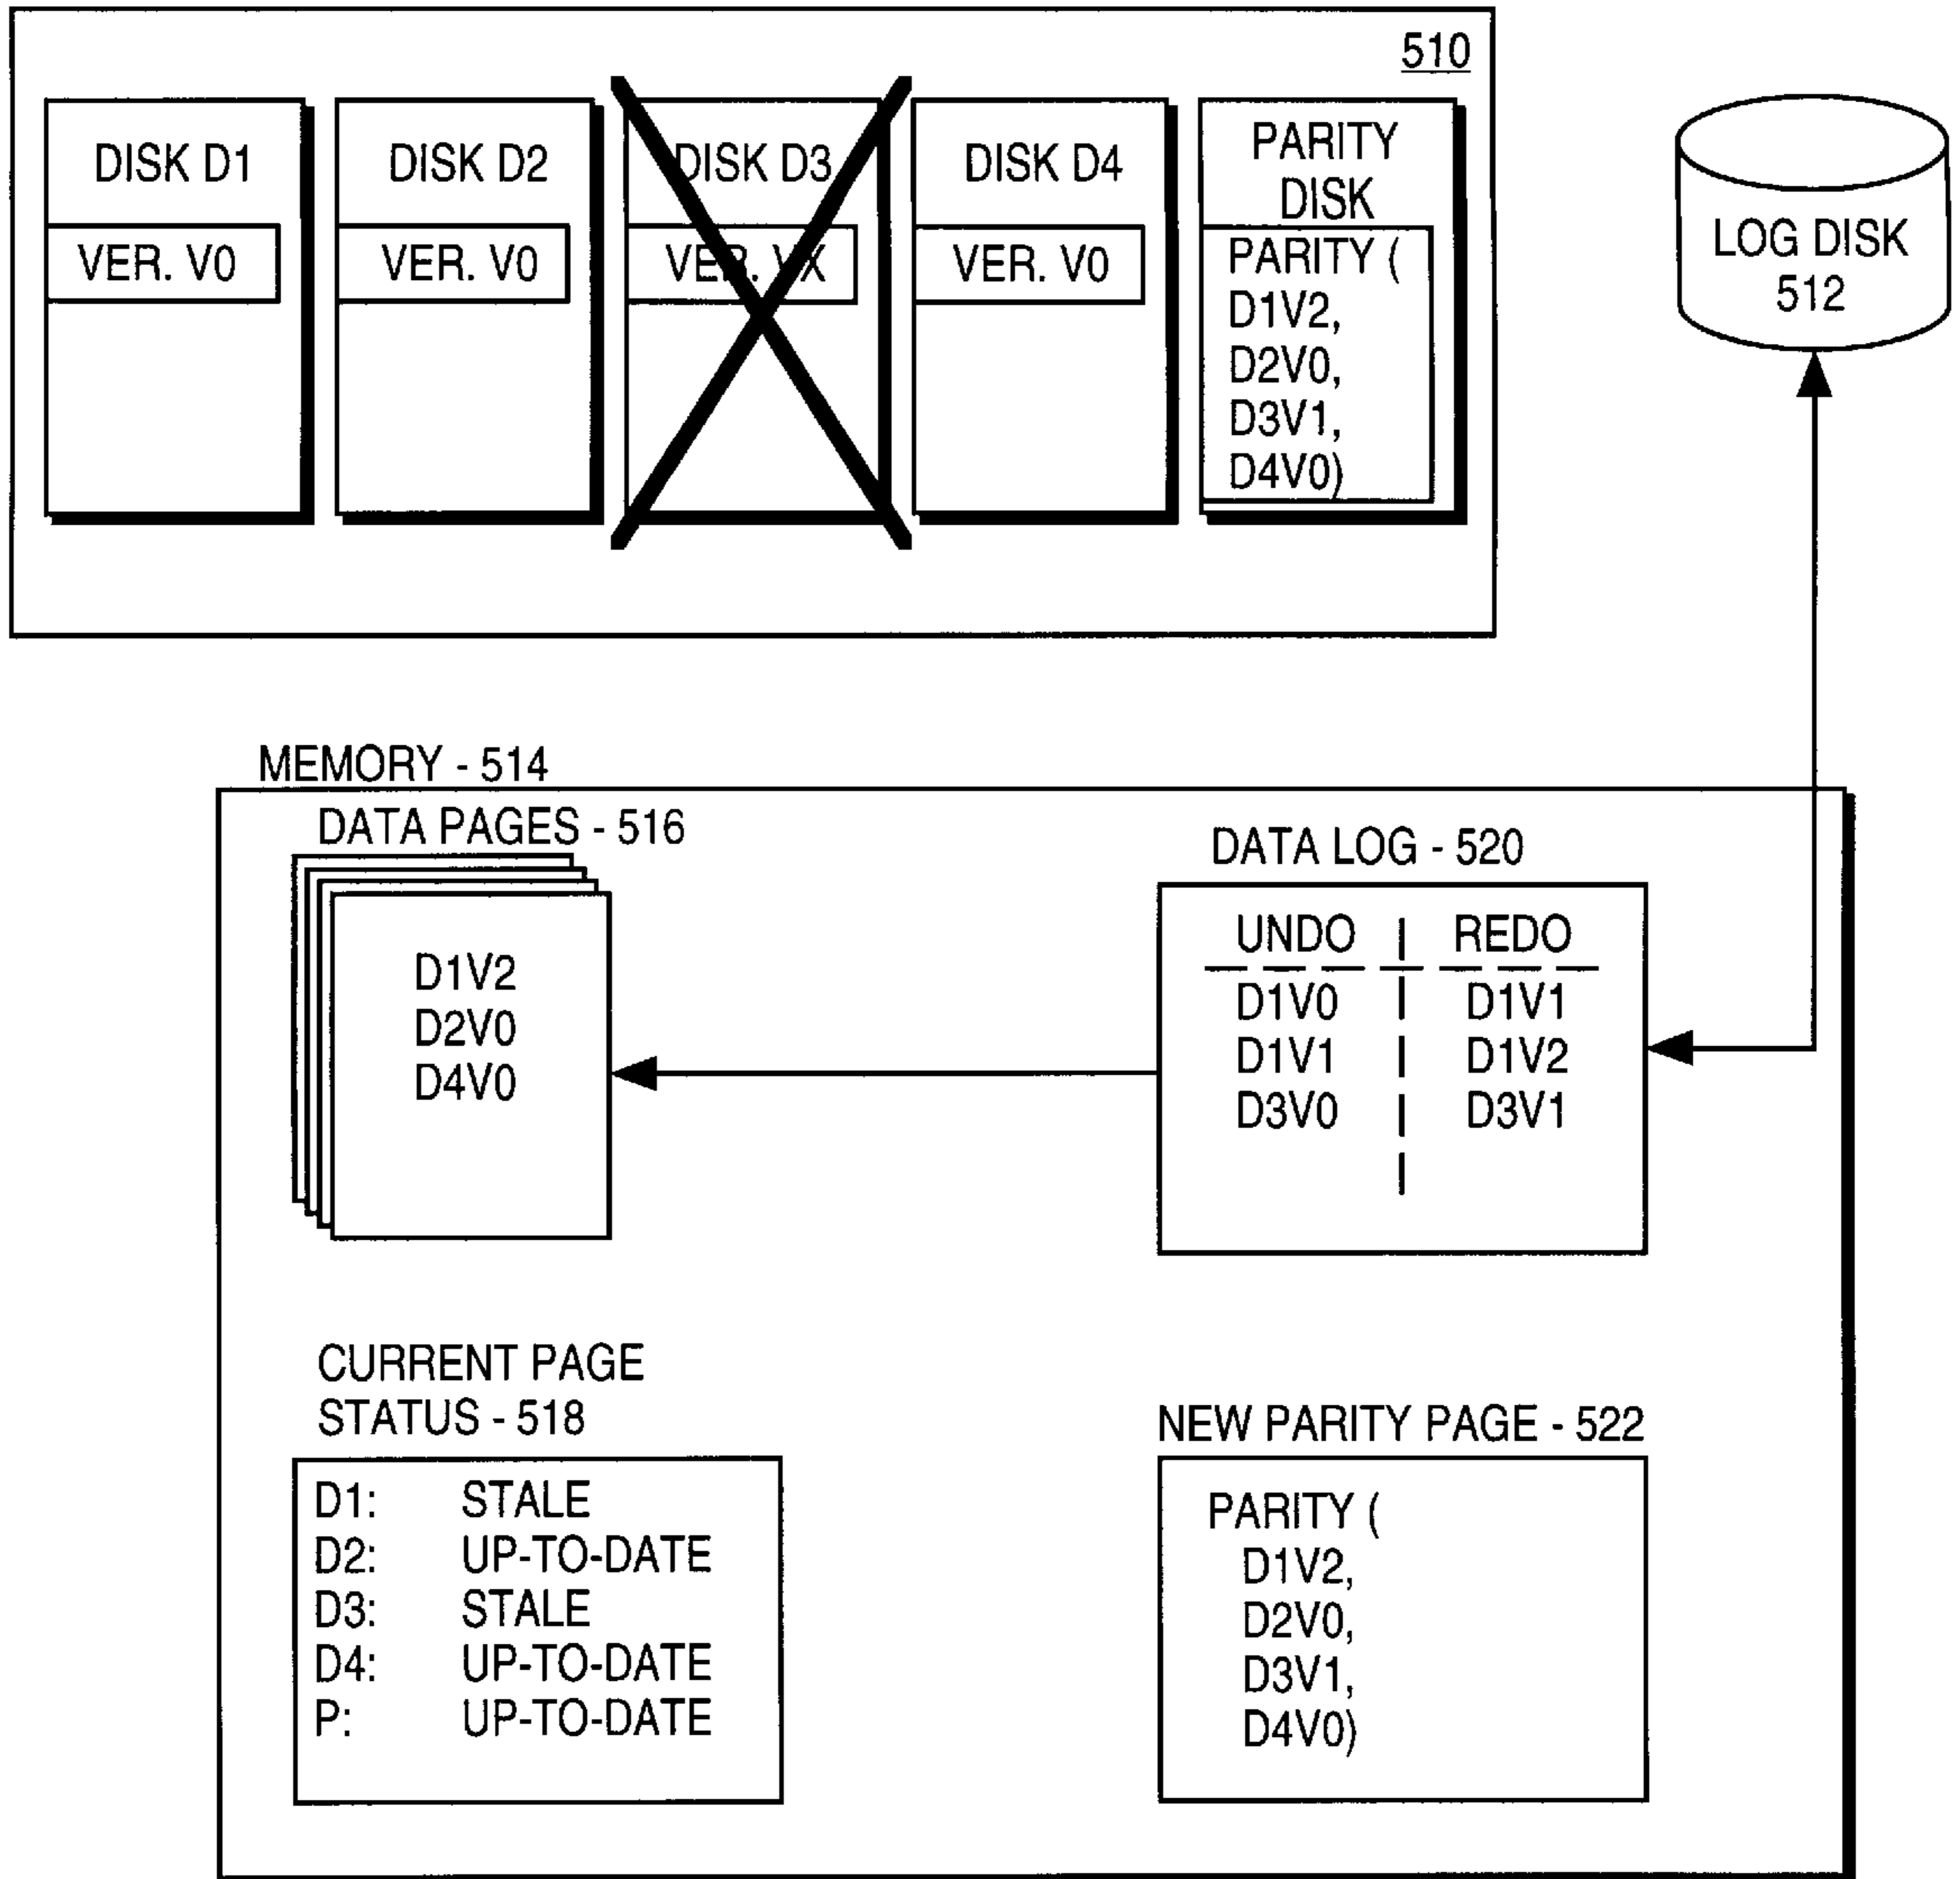 510
DISK D1
VER. V0
DISK D2
VER. V0
DISK D3
VER. VX
DISK D4
VER. V0
PARITY
DISK
PARITY (
D1V2,
D2V0,
D3V1,
D4V0)
LOG DISK
512
MEMORY - 514
DATA PAGES - 516
D1V2
D2V0
D4V0
DATA LOG - 520
UNDO | REDO
D1V0 | D1V1
D1V1 | D1V2
D3V0 | D3V1
CURRENT PAGE
STATUS - 518
D1: STALE
D2: UP-TO-DATE
D3: STALE
D4: UP-TO-DATE
P: UP-TO-DATE
NEW PARITY PAGE - 522
PARITY (
D1V2,
D2V0,
D3V1,
D4V0)